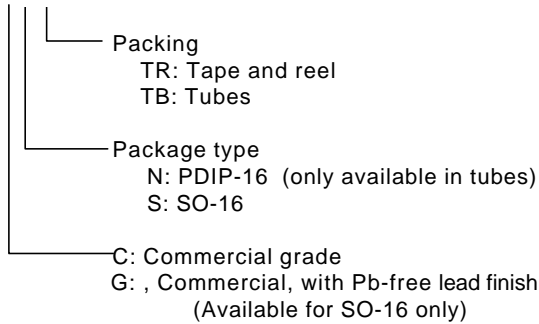 Packing
TR: Tape and reel
TB: Tubes
Package type
N: PDIP-16 (only available in tubes)
S: SO-16
C: Commercial grade
G: , Commercial, with Pb-free lead finish
(Available for SO-16 only)